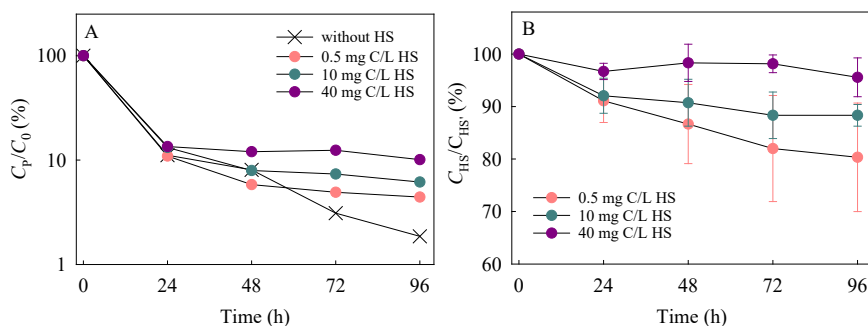 A
without HS
0.5 mg C/L HS
10 mg C/L HS
40 mg C/L HS
100
10
1
C_P/C_0 (%)
0 24 48 72 96
Time (h)
B
100
90
80
70
60
C_HS/C_HS' (%)
0.5 mg C/L HS
10 mg C/L HS
40 mg C/L HS
0 24 48 72 96
Time (h)